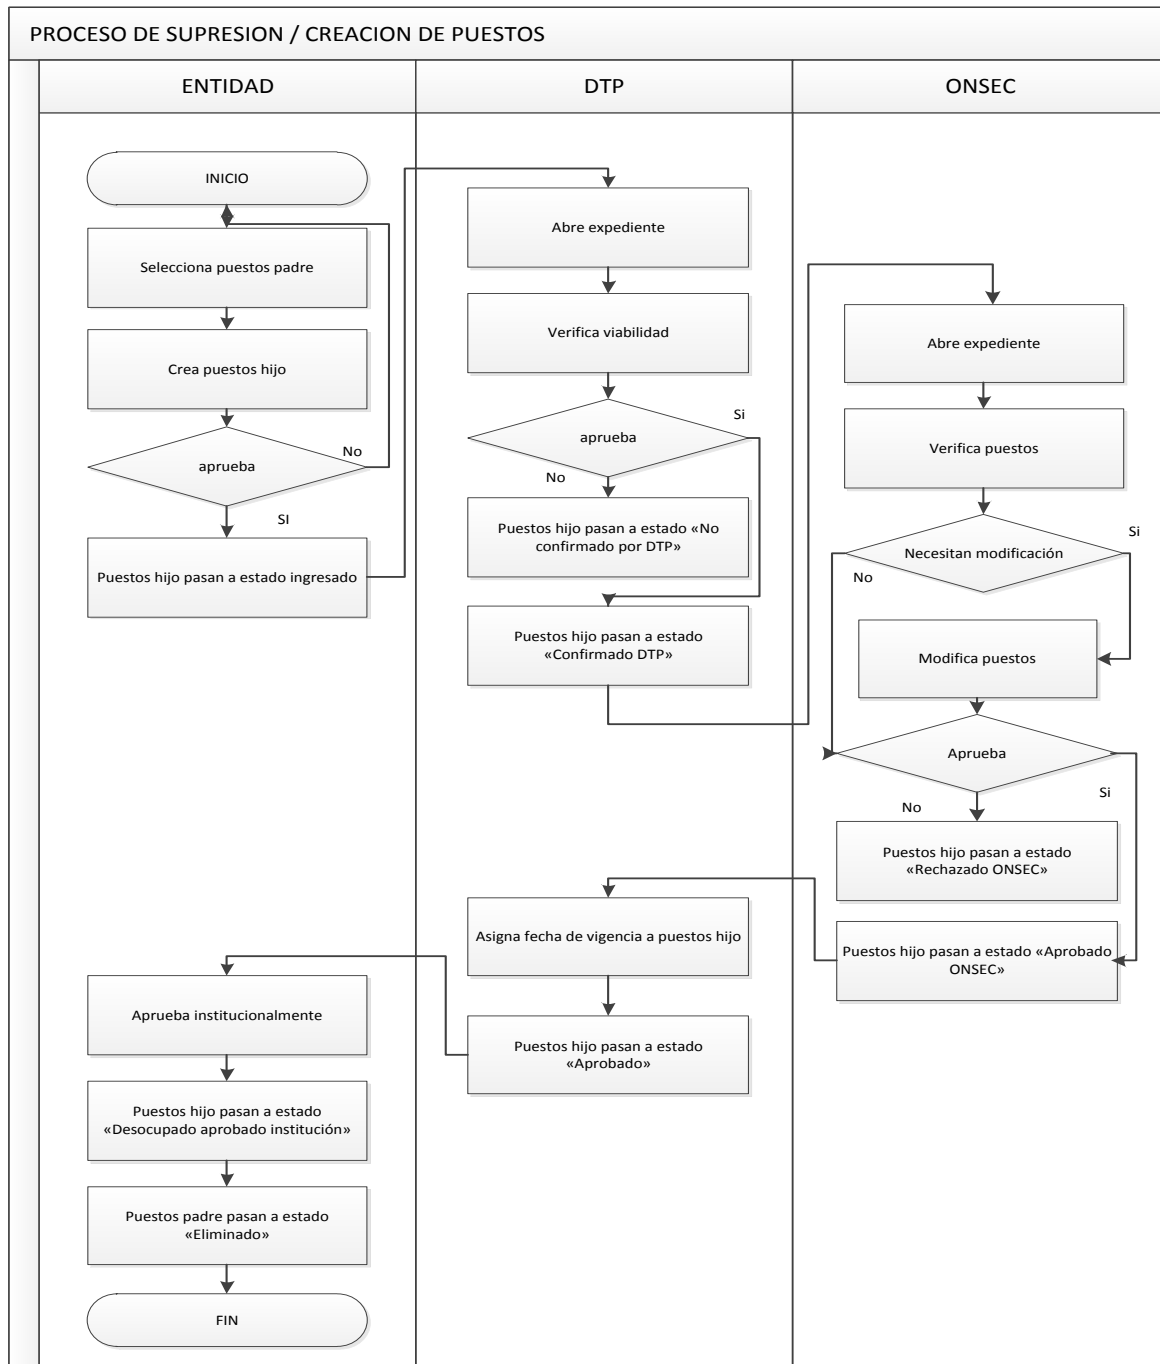 PROCESO DE SUPRESION / CREACION DE PUESTOS
ENTIDAD
DTP
ONSEC
INICIO
Selecciona puestos padre
Crea puestos hijo
aprueba
No
SI
Puestos hijo pasan a estado ingresado
Abre expediente
Verifica viabilidad
aprueba
Si
No
Puestos hijo pasan a estado «No
confirmado por DTP»
Puestos hijo pasan a estado
«Confirmado DTP»
Abre expediente
Verifica puestos
Necesitan modificación
Si
No
Modifica puestos
Aprueba
Si
No
Puestos hijo pasan a estado
«Rechazado ONSEC»
Puestos hijo pasan a estado «Aprobado
ONSEC»
Asigna fecha de vigencia a puestos hijo
Puestos hijo pasan a estado
«Aprobado»
Aprueba institucionalmente
Puestos hijo pasan a estado
«Desocupado aprobado institución»
Puestos padre pasan a estado
«Eliminado»
FIN